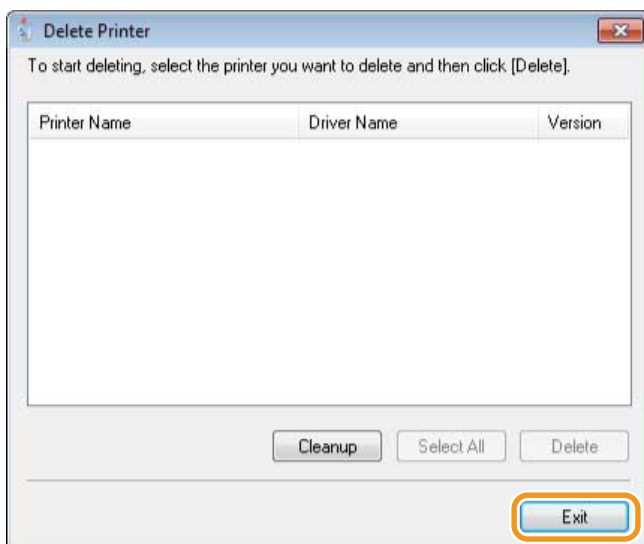 Delete Printer
To start deleting, select the printer you want to delete and then click [Delete].
Printer Name Driver Name Version
Cleanup Select All Delete
Exit